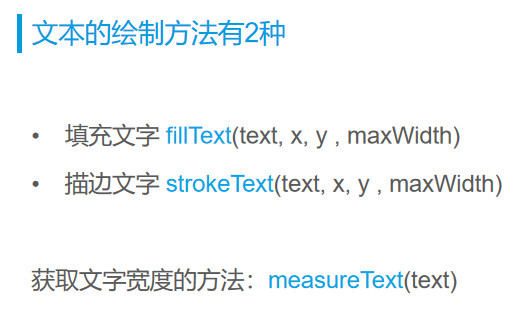 文本的绘制方法有2种
• 填充文字 fillText(text, x, y , maxWidth)
• 描边文字 strokeText(text, x, y , maxWidth)
获取文字宽度的方法：measureText(text)